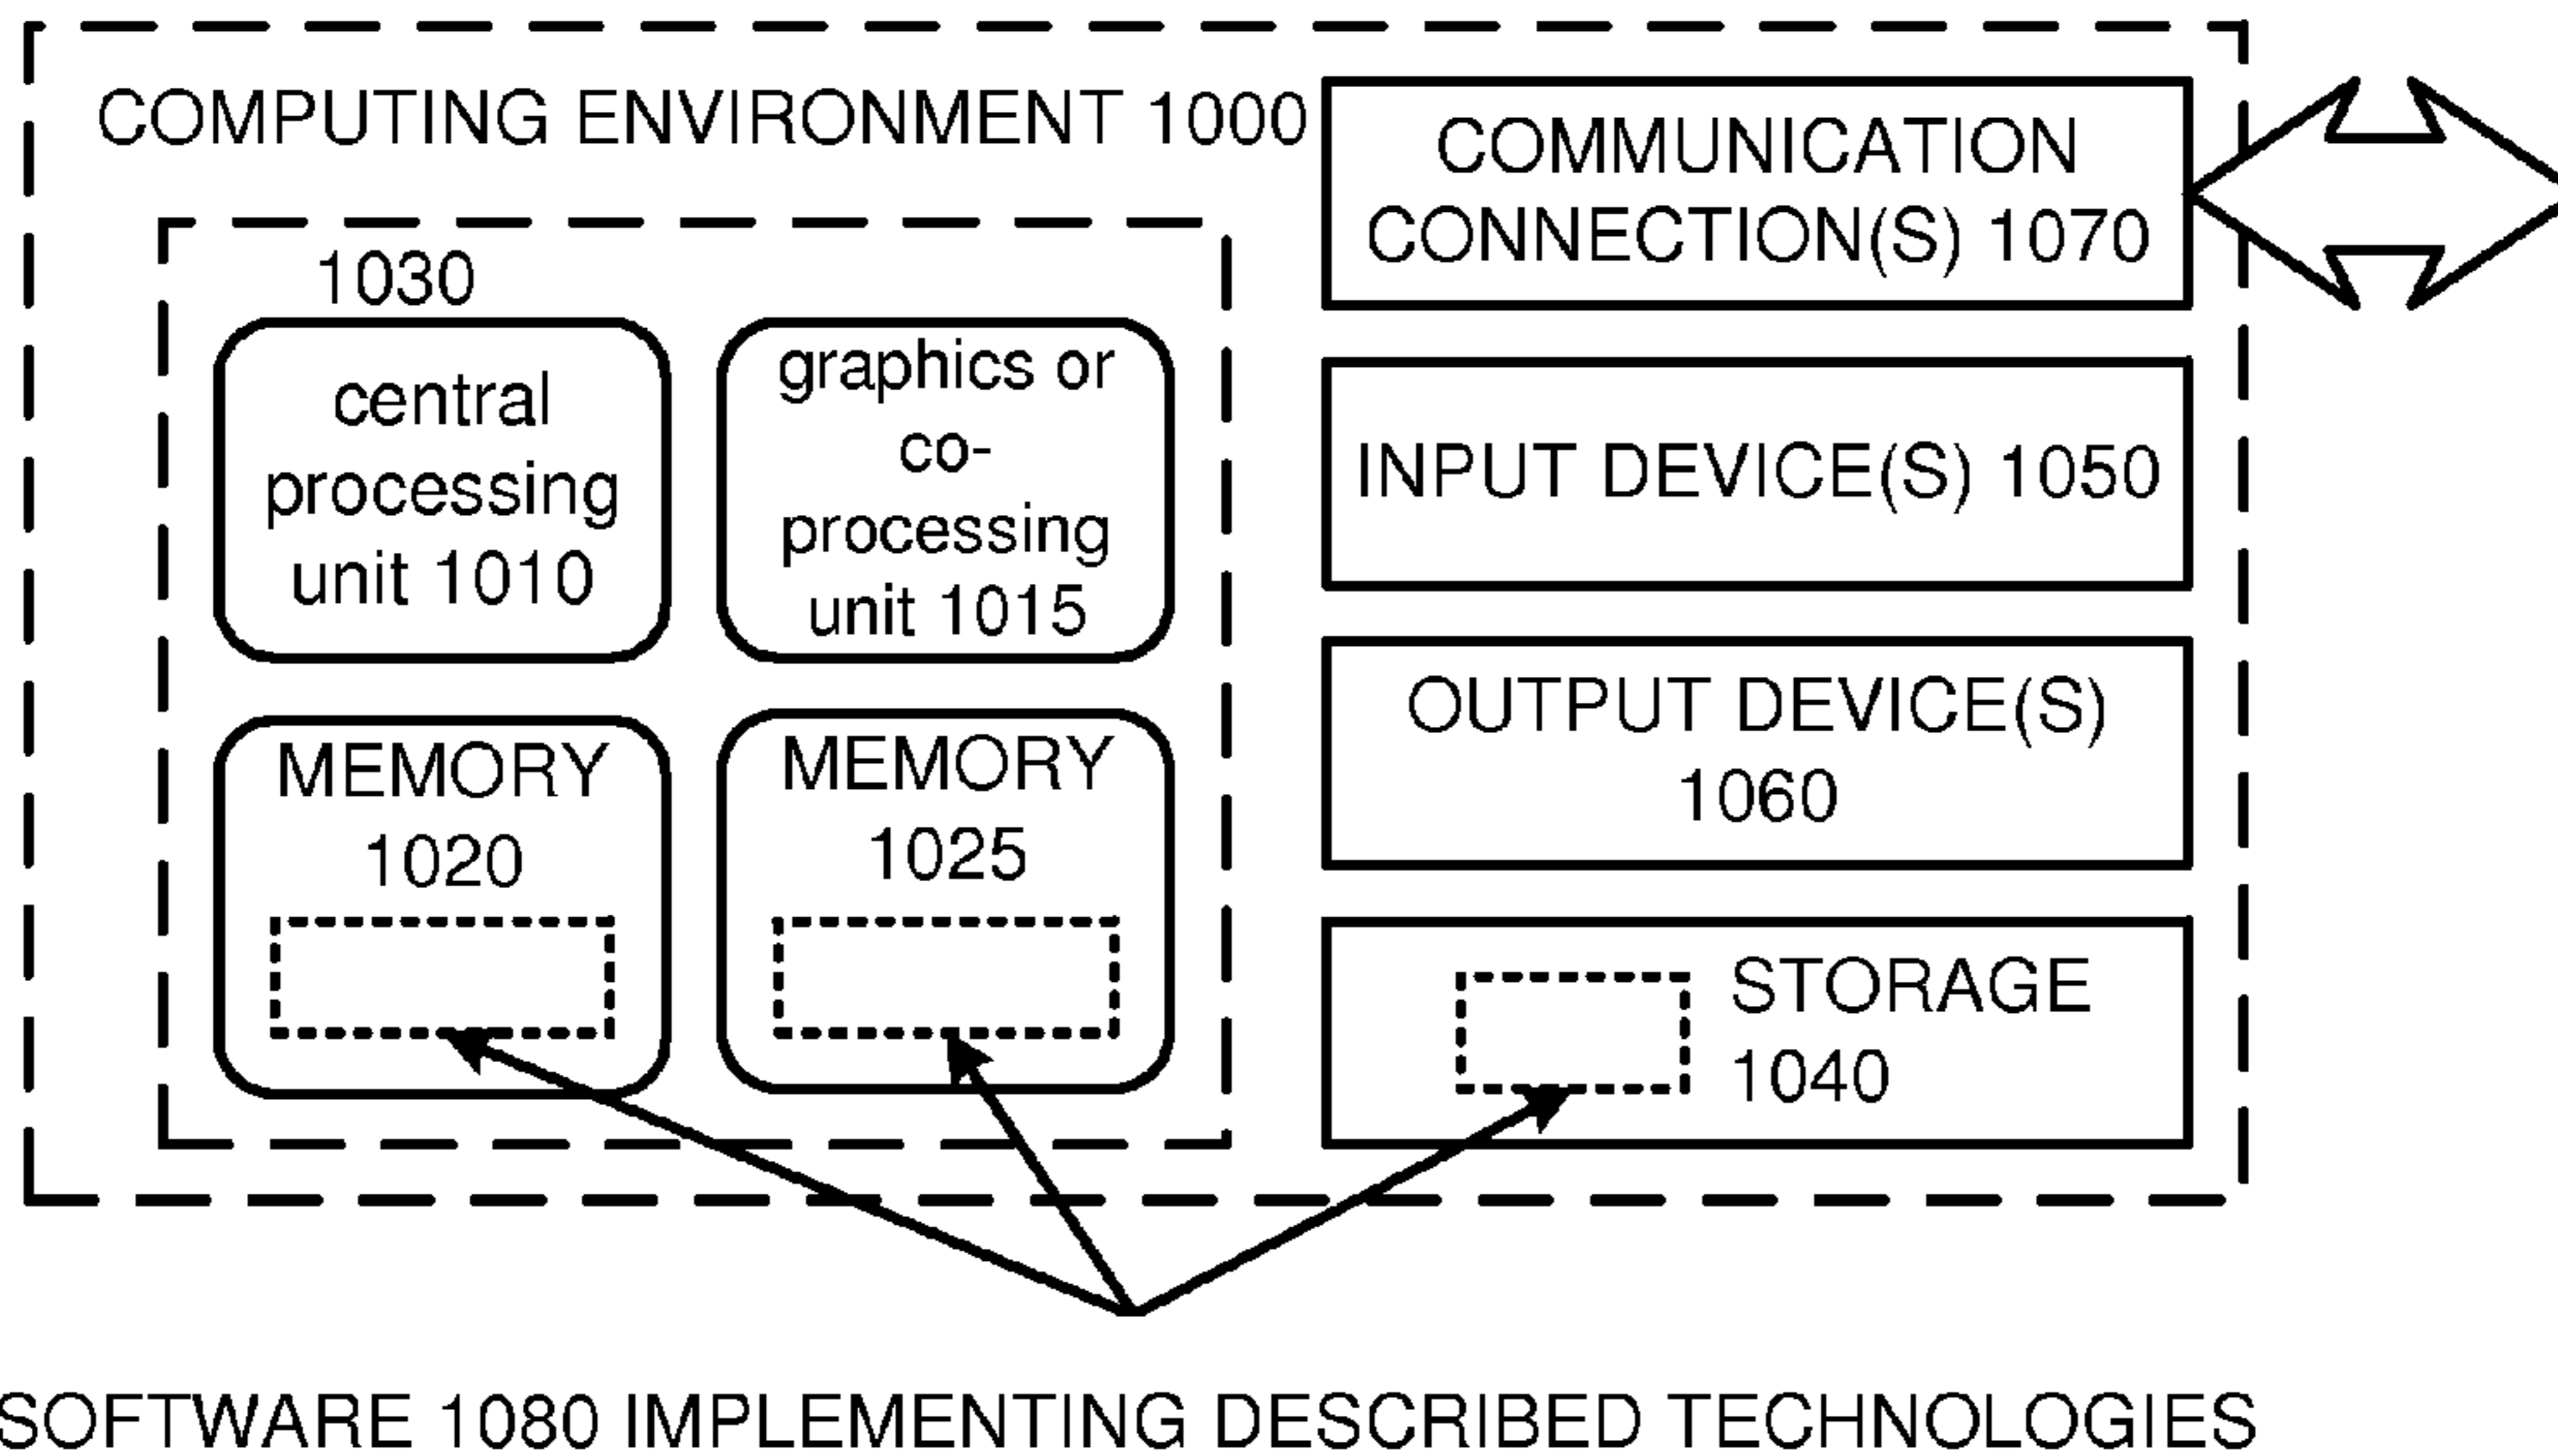 COMPUTING ENVIRONMENT 1000
1030
central
processing
unit 1010
graphics or
co-
processing
unit 1015
MEMORY
1020
MEMORY
1025
COMMUNICATION
CONNECTION(S) 1070
INPUT DEVICE(S) 1050
OUTPUT DEVICE(S)
1060
STORAGE
1040
SOFTWARE 1080 IMPLEMENTING DESCRIBED TECHNOLOGIES